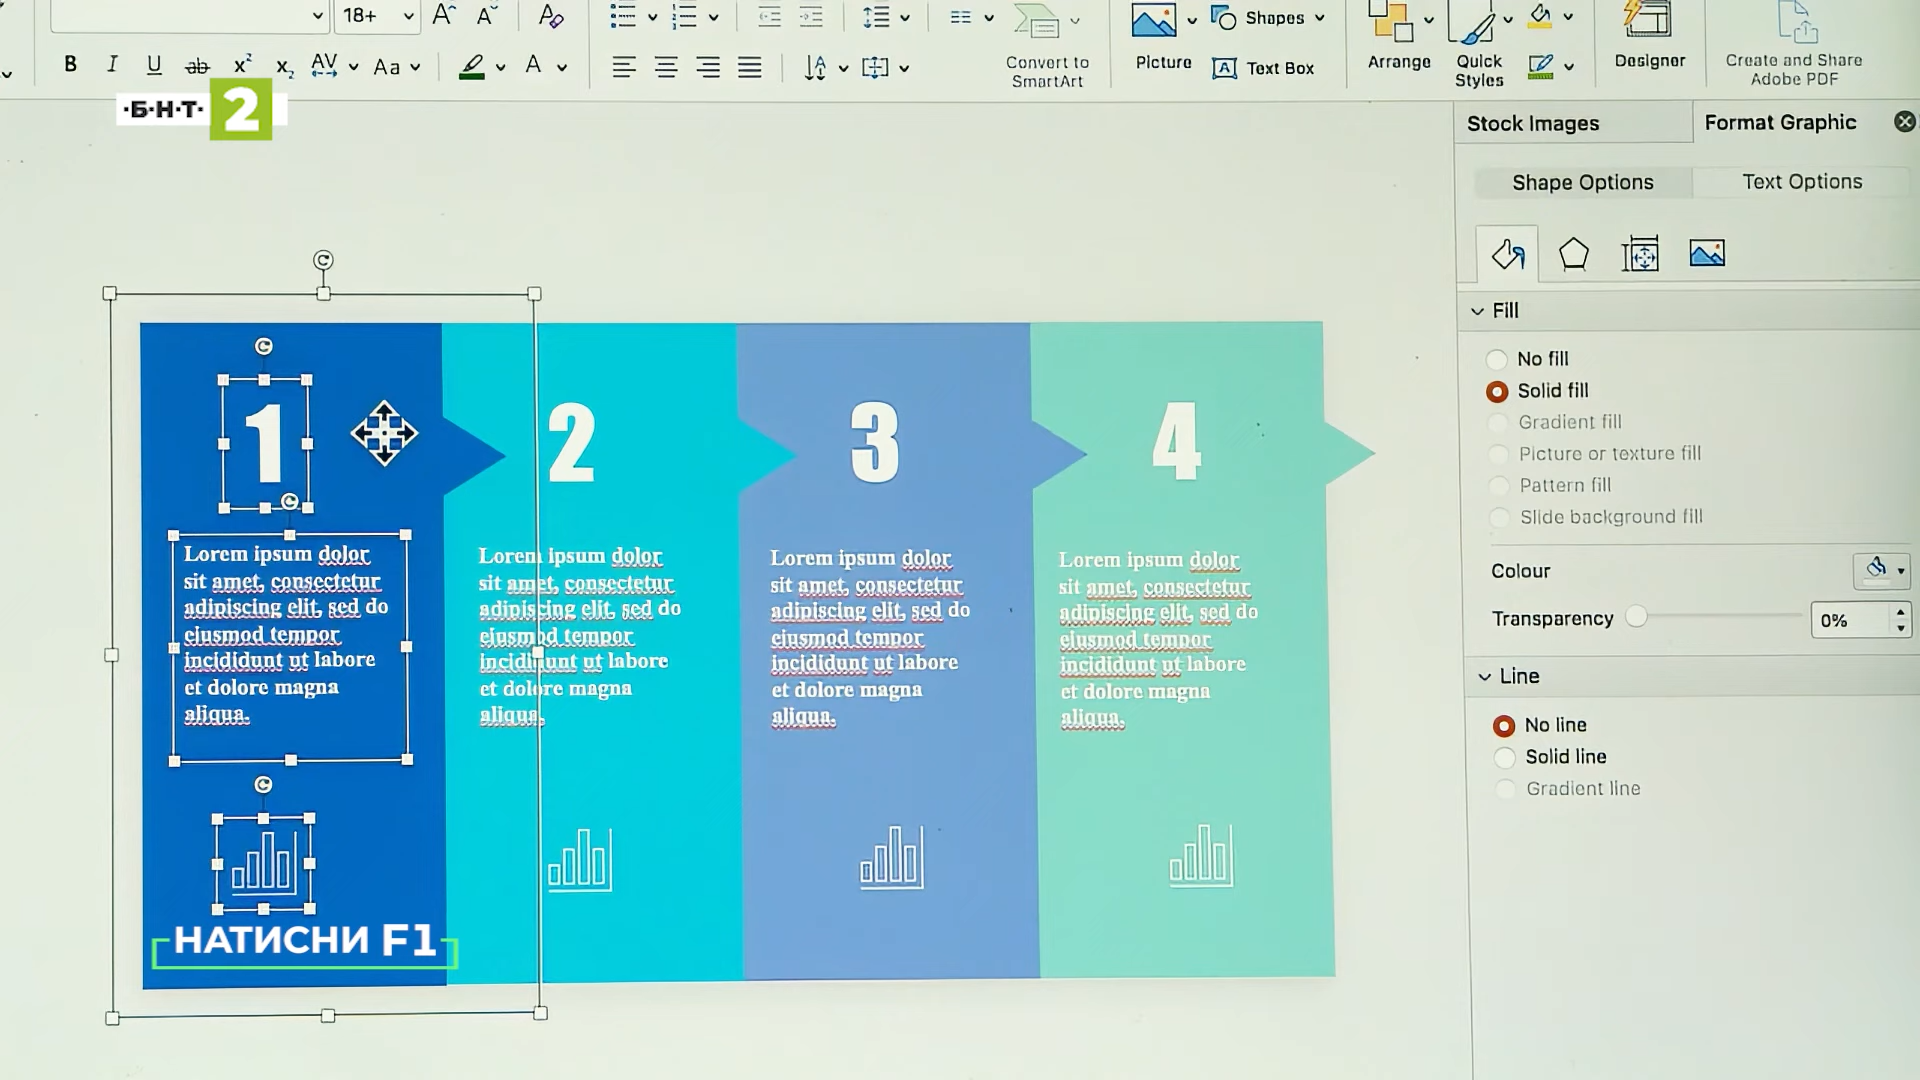 18+
Convert to
SmartArt
Picture
Shapes
Text Box
Arrange
Quick
Styles
Designer
Create and Share
Adobe PDF
B I U ab x² x₂ AV Aa A
·Б·Н·Т· 2
Stock Images
Format Graphic
Shape Options
Text Options
Fill
No fill
Solid fill
Gradient fill
Picture or texture fill
Pattern fill
Slide background fill
Colour
Transparency
0%
Line
No line
Solid line
Gradient line
1
Lorem ipsum dolor
sit amet, consectetur
adipiscing elit, sed do
eiusmod tempor
incididunt ut labore
et dolore magna
aliqua.
2
Lorem ipsum dolor
sit amet, consectetur
adipiscing elit, sed do
eiusmod tempor
incididunt ut labore
et dolore magna
aliqua.
3
Lorem ipsum dolor
sit amet, consectetur
adipiscing elit, sed do
eiusmod tempor
incididunt ut labore
et dolore magna
aliqua.
4
Lorem ipsum dolor
sit amet, consectetur
adipiscing elit, sed do
eiusmod tempor
incididunt ut labore
et dolore magna
aliqua.
НАТИСНИ F1